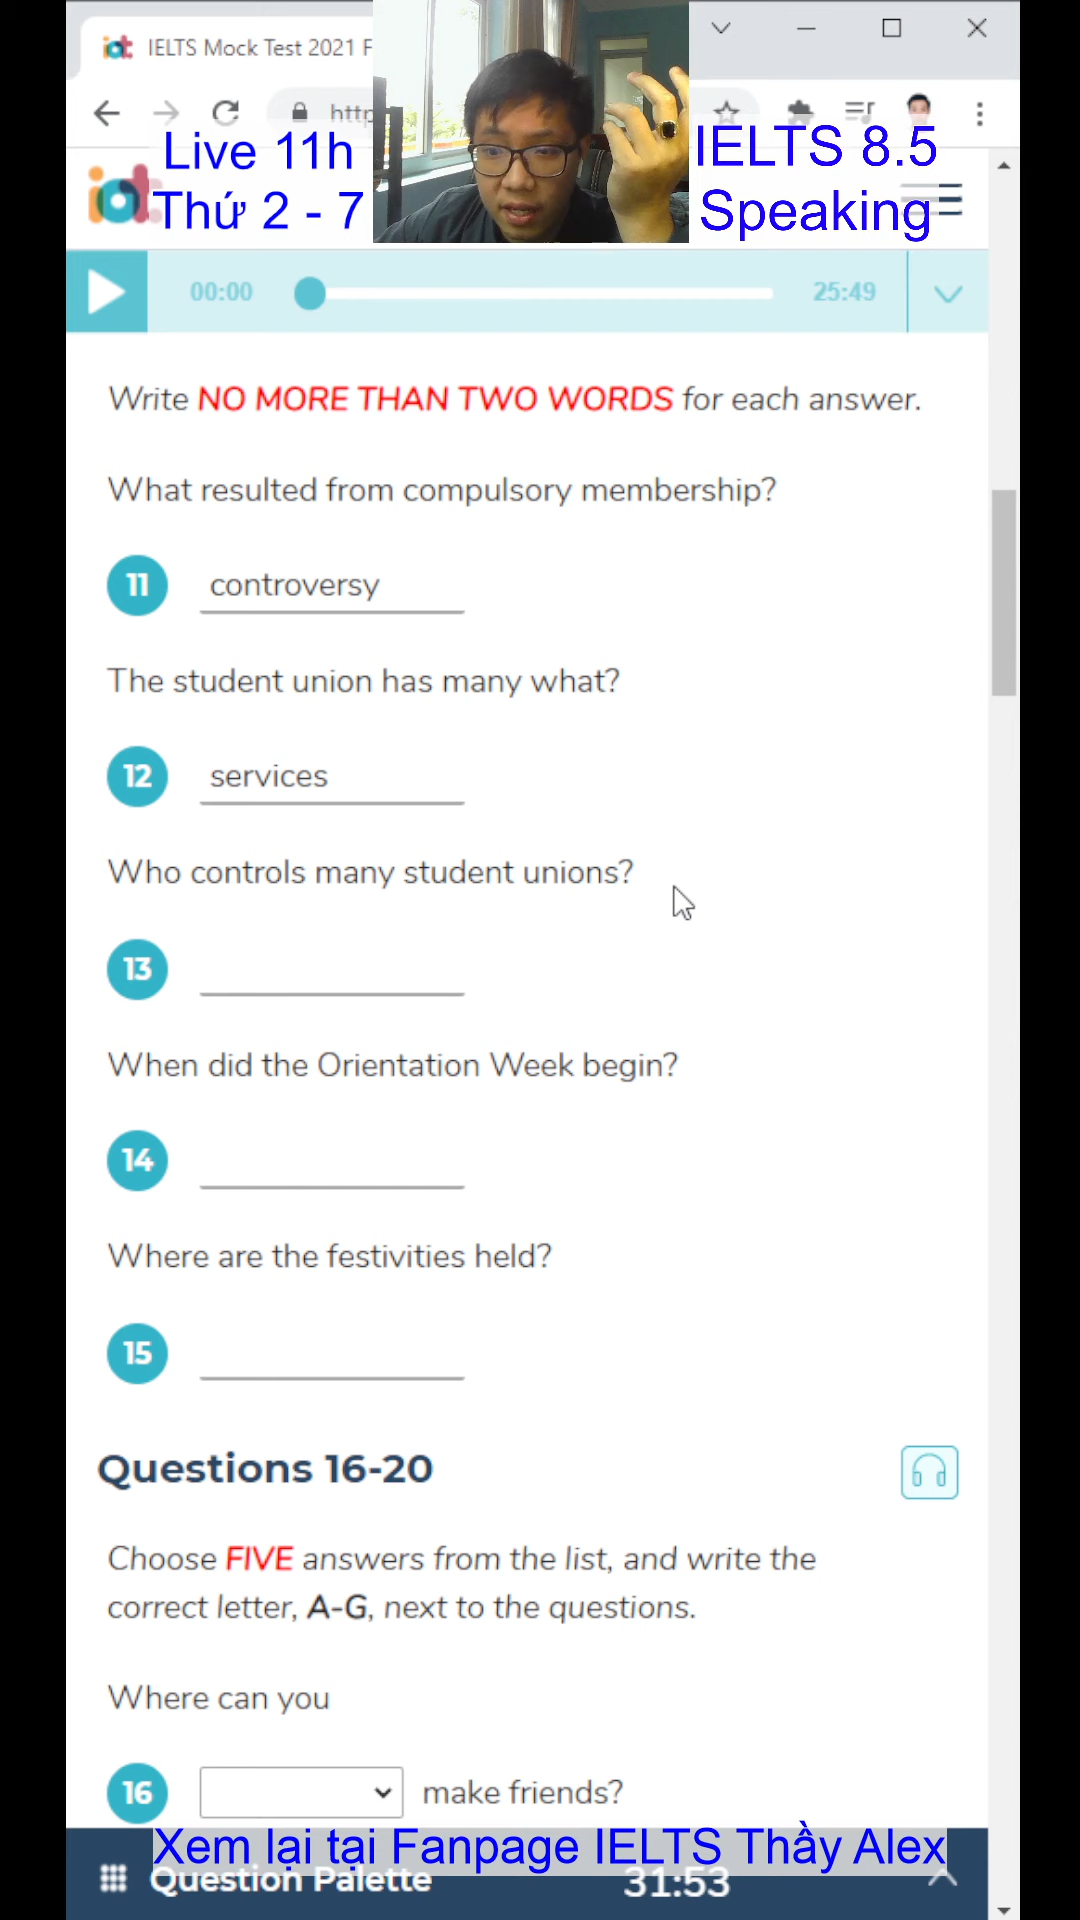 IELTS Mock Test 2021 F
http
Live 11h
Thứ 2 - 7
IELTS 8.5
Speaking
iot
00:00
25:49
Write NO MORE THAN TWO WORDS for each answer.
What resulted from compulsory membership?
11 controversy
The student union has many what?
12 services
Who controls many student unions?
13
When did the Orientation Week begin?
14
Where are the festivities held?
15
Questions 16-20
Choose FIVE answers from the list, and write the
correct letter, A-G, next to the questions.
Where can you
16 make friends?
Xem lại tại Fanpage IELTS Thầy Alex
Question Palette 31:53